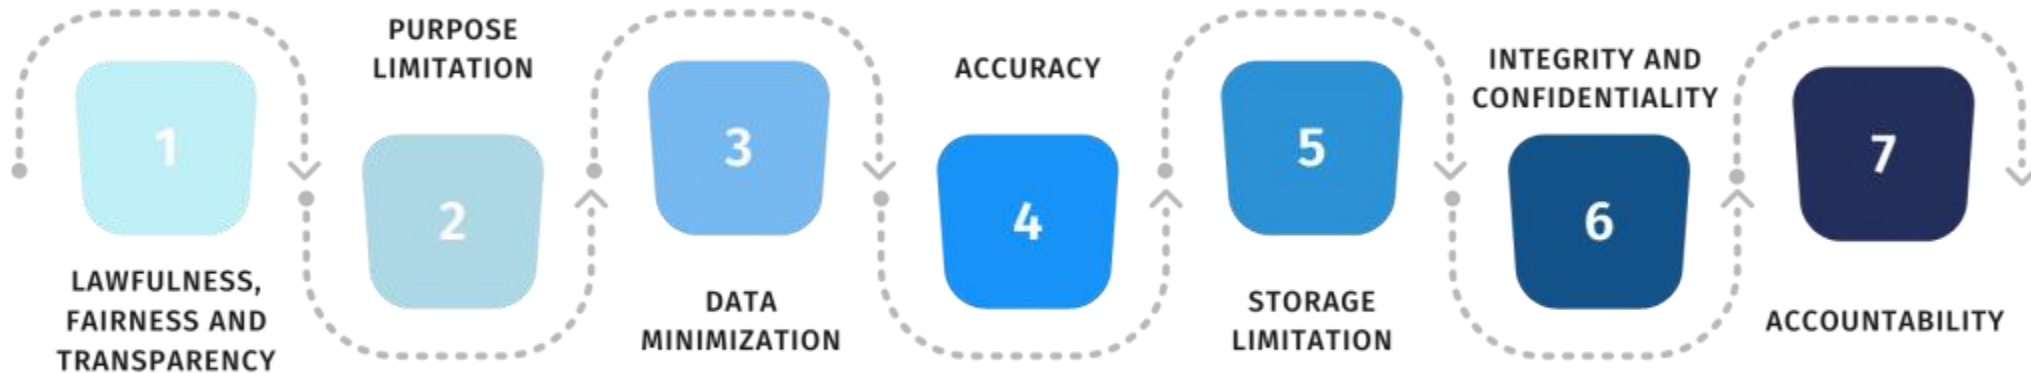 1
LAWFULNESS,
FAIRNESS AND
TRANSPARENCY
PURPOSE
LIMITATION
2
3
DATA
MINIMIZATION
ACCURACY
4
5
STORAGE
LIMITATION
INTEGRITY AND
CONFIDENTIALITY
6
7
ACCOUNTABILITY